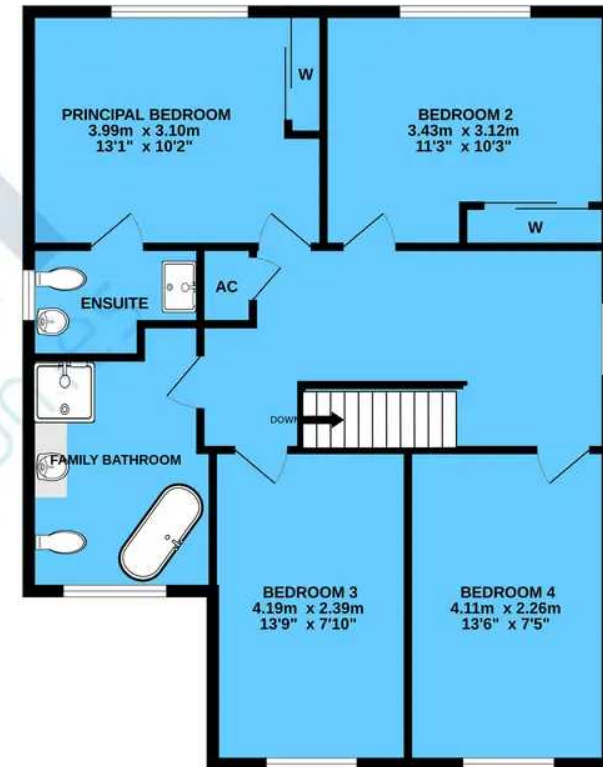 PRINCIPAL BEDROOM
3.99m x 3.10m
13'1" x 10'2"
W
BEDROOM 2
3.43m x 3.12m
11'3" x 10'3"
W
ENSUITE
AC
DOWN
FAMILY BATHROOM
BEDROOM 3
4.19m x 2.39m
13'9" x 7'10"
BEDROOM 4
4.11m x 2.26m
13'6" x 7'5"